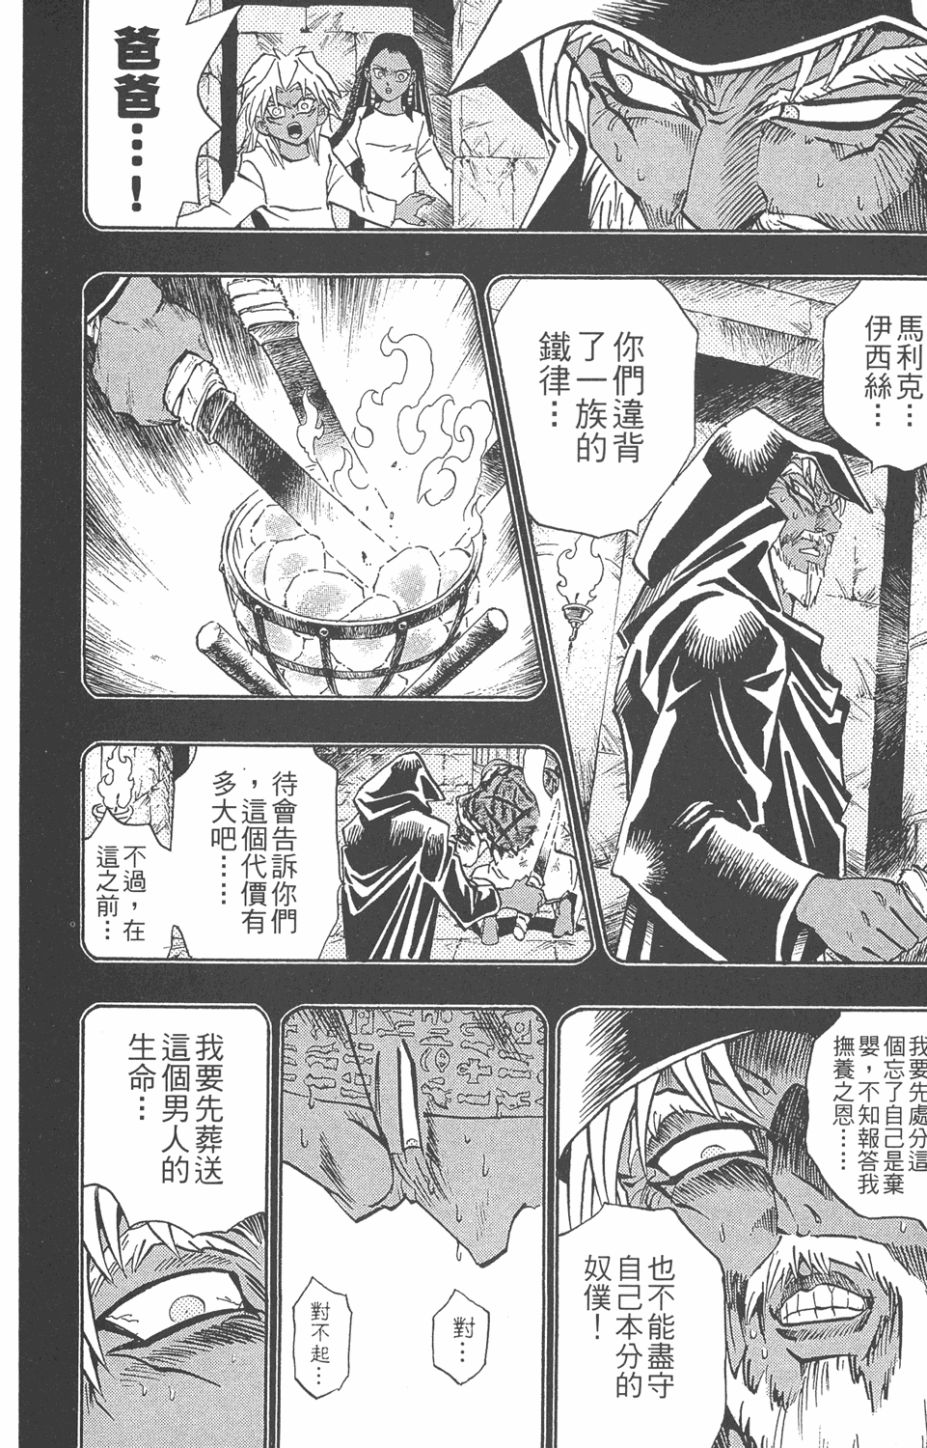 爸爸…！
馬利克…
伊西絲…
你們違背
了一族的
鐵律…
待會告訴你們
，這個代價有
多大吧……
不過，在
這之前…
我要先處分這
個忘了自己是棄
嬰，不知報答我
撫養之恩……
也不能盡守
自己本分的
奴僕！
對…
對不起…
我要先葬送
這個男人的
生命…